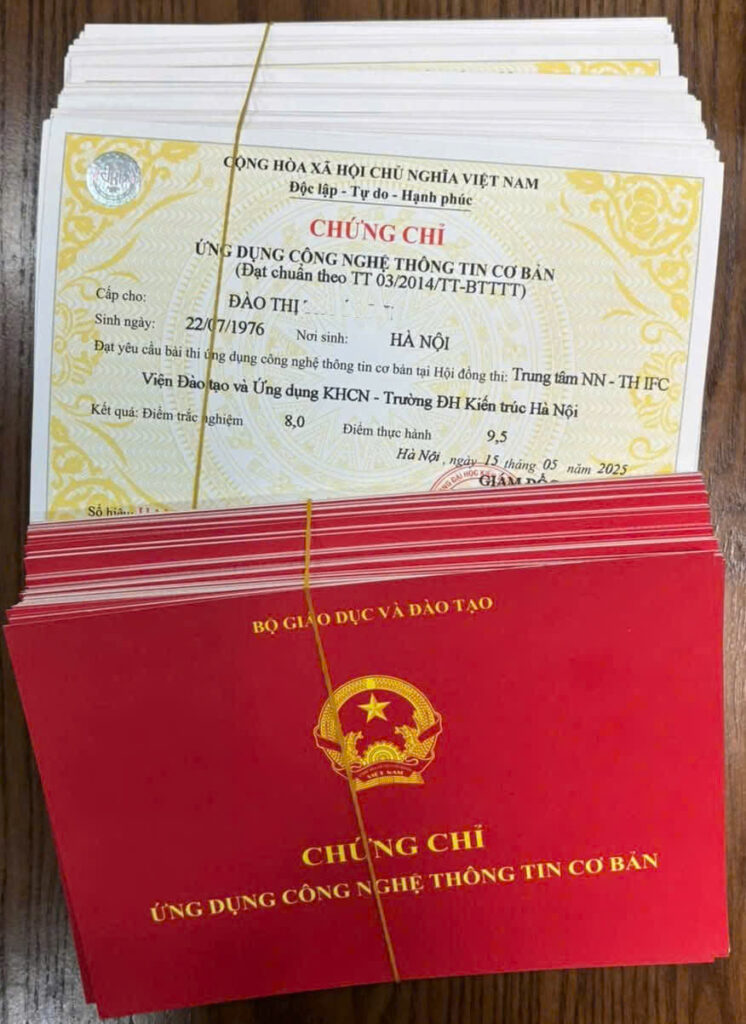 CỘNG HÒA XÃ HỘI CHỦ NGHĨA VIỆT NAM
Độc lập - Tự do - Hạnh phúc
CHỨNG CHỈ
ỨNG DỤNG CÔNG NGHỆ THÔNG TIN CƠ BẢN
(Đạt chuẩn theo TT 03/2014/TT-BTTTT)
Cấp cho: ĐÀO THỊ
Sinh ngày: 22/07/1976 Nơi sinh: HÀ NỘI
Đạt yêu cầu bài thi ứng dụng công nghệ thông tin cơ bản tại Hội đồng thi: Trung tâm NN - TH IFC
Viện Đào tạo và Ứng dụng KHCN - Trường ĐH Kiến trúc Hà Nội
Kết quả: Điểm trắc nghiệm 8,0 Điểm thực hành 9,5
Hà Nội, ngày 15 tháng 05 năm 2025
GIÁM
Số
BỘ GIÁO DỤC VÀ ĐÀO TẠO
VIỆT NAM
CHỨNG CHỈ
ỨNG DỤNG CÔNG NGHỆ THÔNG TIN CƠ BẢN